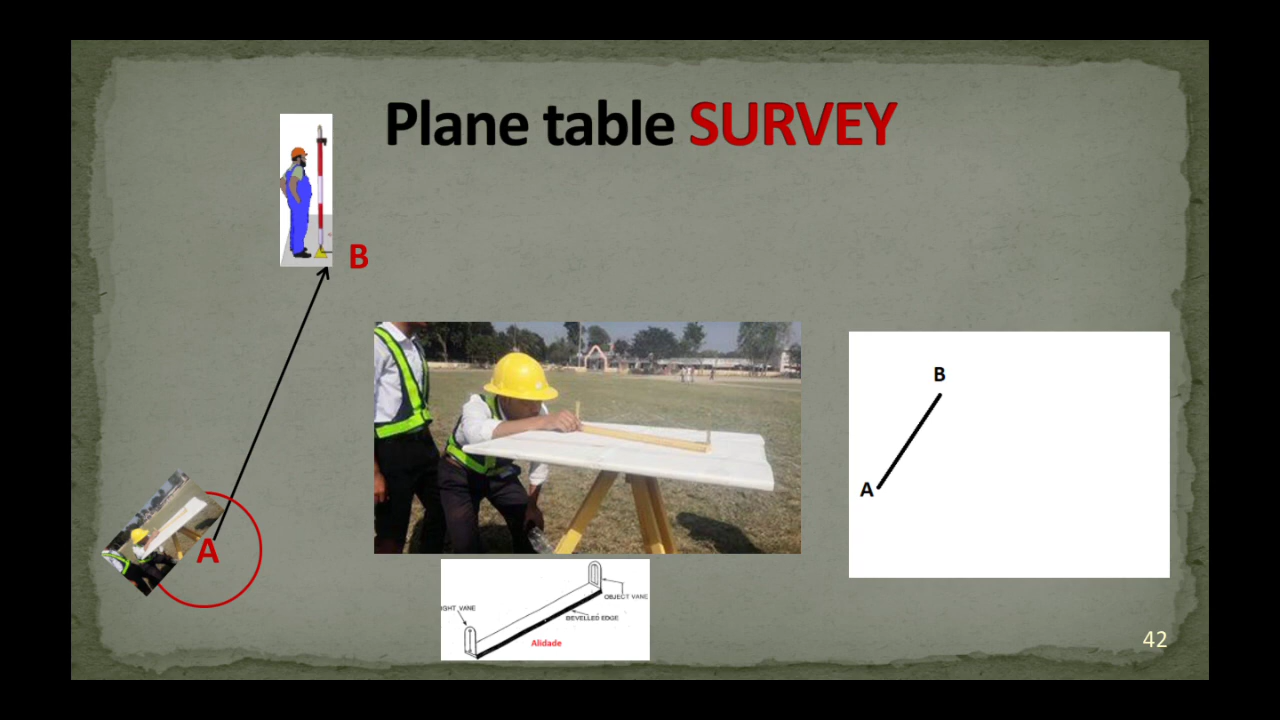 Plane table SURVEY
B
A
B
A
IGHT VANE
OBJECT VANE
BEVELLED EDGE
Alidade
42